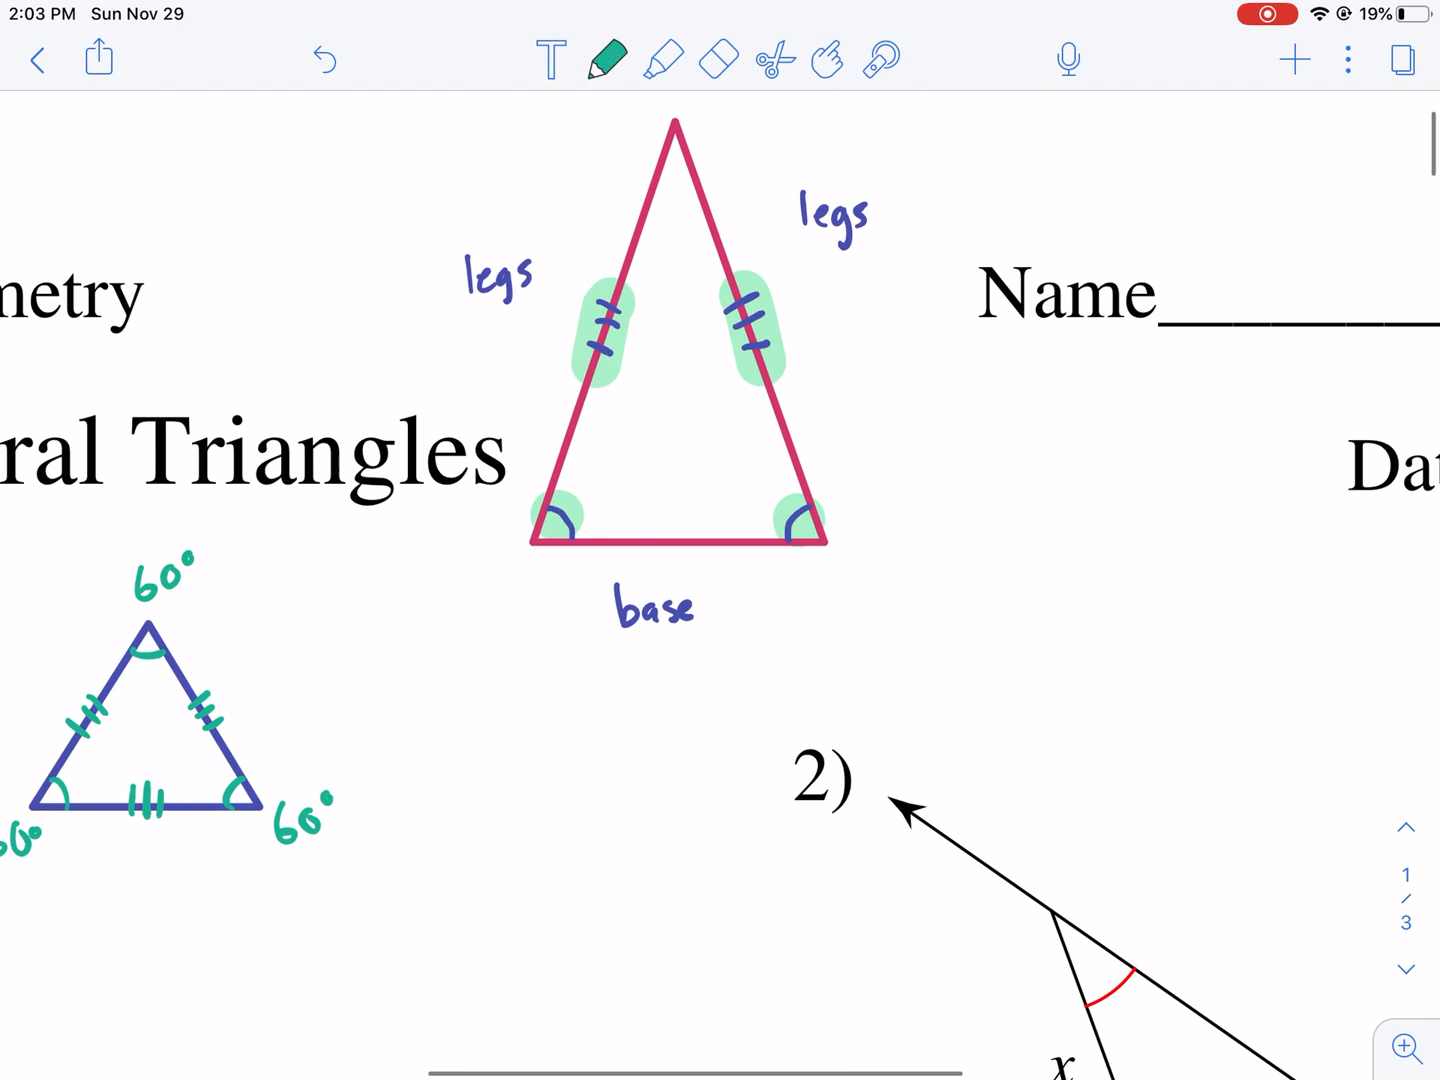 2:03 PM Sun Nov 29
19%
legs
legs
metry
Name
ral Triangles
Dat
60°
base
60°
60°
2)
x
1
/
3